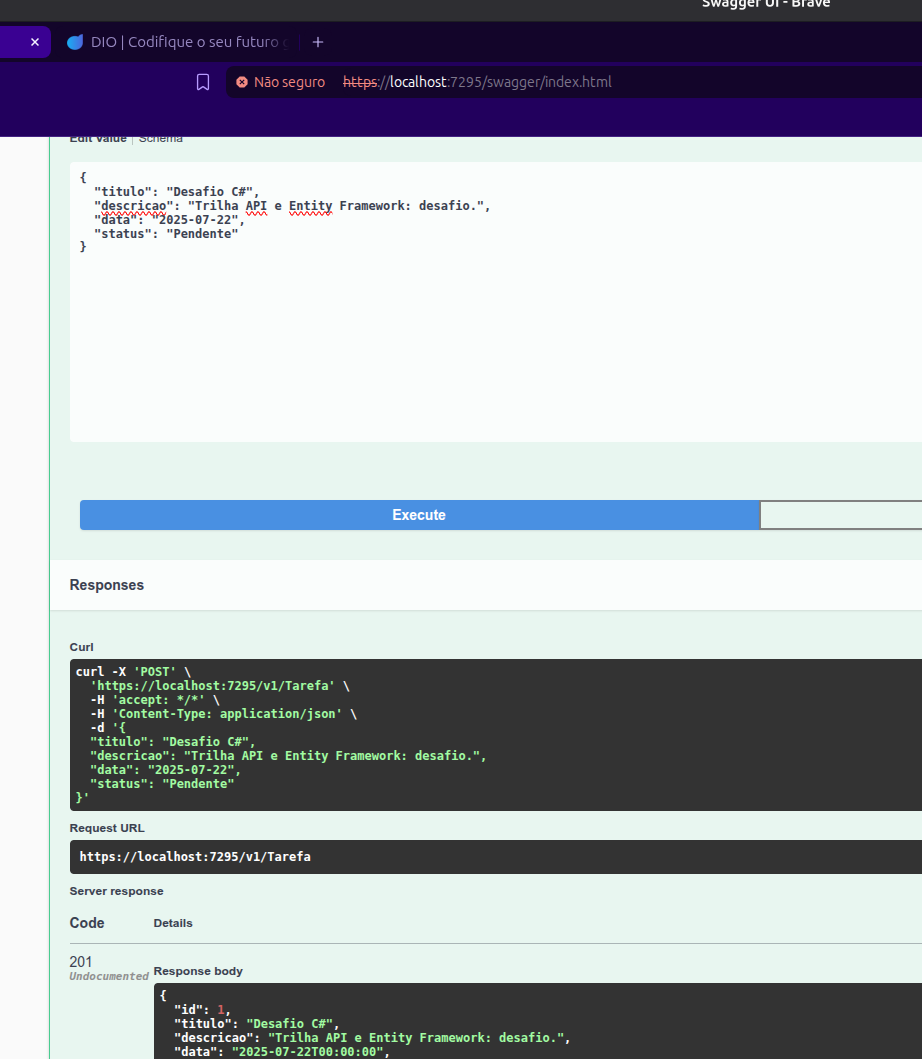 Swagger UI - Brave
DIO | Codifique o seu futuro
Não seguro https://localhost:7295/swagger/index.html
Edit Value | Schema
{
"titulo": "Desafio C#",
"descricao": "Trilha API e Entity Framework: desafio.",
"data": "2025-07-22",
"status": "Pendente"
}
Execute
Responses
Curl
curl -X 'POST' \
'https://localhost:7295/v1/Tarefa' \
-H 'accept: */*' \
-H 'Content-Type: application/json' \
-d '{
"titulo": "Desafio C#",
"descricao": "Trilha API e Entity Framework: desafio.",
"data": "2025-07-22",
"status": "Pendente"
}'
Request URL
https://localhost:7295/v1/Tarefa
Server response
Code Details
201
Undocumented
Response body
{
"id": 1,
"titulo": "Desafio C#",
"descricao": "Trilha API e Entity Framework: desafio.",
"data": "2025-07-22T00:00:00",